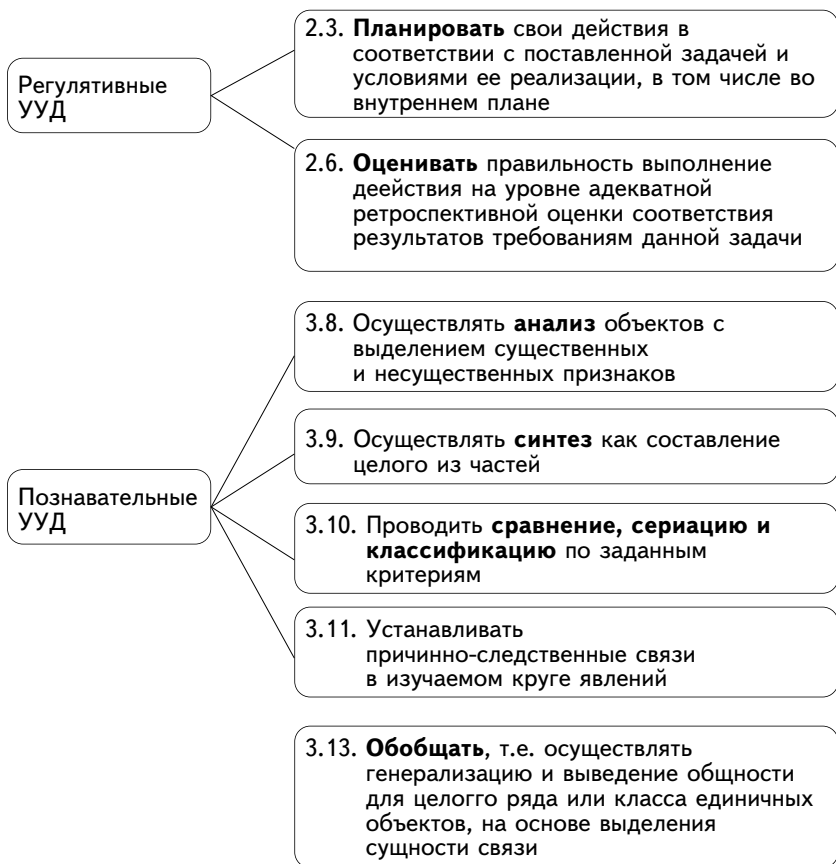 Регулятивные
УУД
2.3. Планировать свои действия в
соответствии с поставленной задачей и
условиями ее реализации, в том числе во
внутреннем плане
2.6. Оценивать правильность выполнение
деействия на уровне адекватной
ретроспективной оценки соответствия
результатов требованиям данной задачи
Познавательные
УУД
3.8. Осуществлять анализ объектов с
выделением существенных
и несущественных признаков
3.9. Осуществлять синтез как составление
целого из частей
3.10. Проводить сравнение, сериацию и
классификацию по заданным
критериям
3.11. Устанавливать
причинно-следственные связи
в изучаемом круге явлений
3.13. Обобщать, т.е. осуществлять
генерализацию и выведение общности
для целогго ряда или класса единичных
объектов, на основе выделения
сущности связи